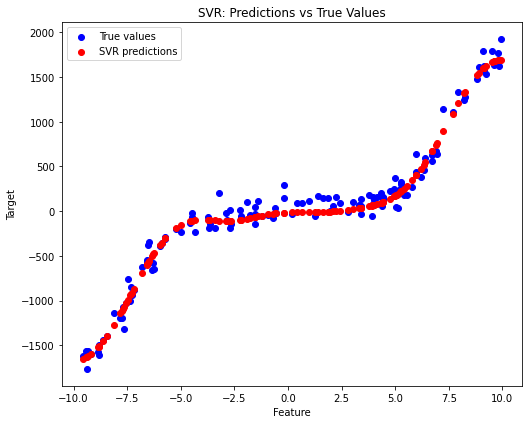 SVR: Predictions vs True Values
True values
SVR predictions
2000
1500
1000
500
0
−500
−1000
−1500
Target
−10.0 −7.5 −5.0 −2.5 0.0 2.5 5.0 7.5 10.0
Feature